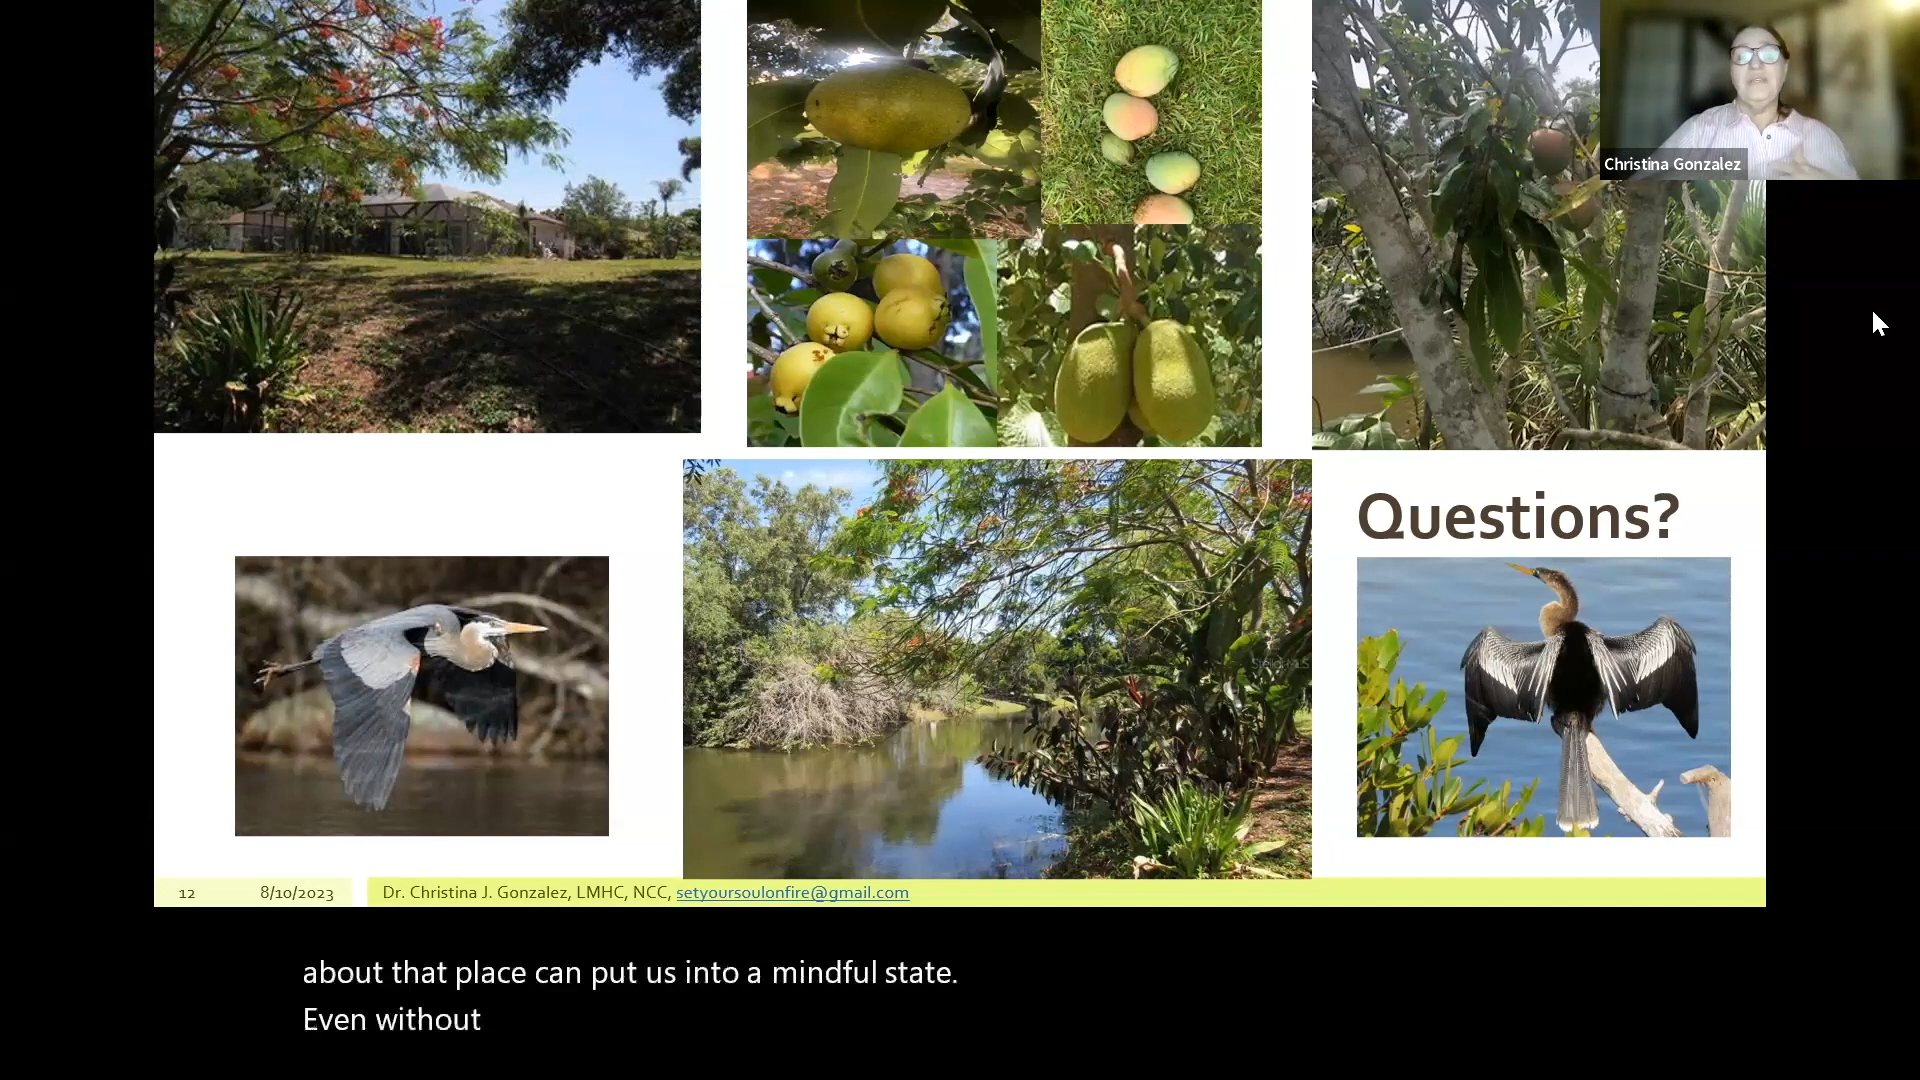 Christina Gonzalez
Questions?
12
8/10/2023
Dr. Christina J. Gonzalez, LMHC, NCC, setyoursoulonfire@gmail.com
about that place can put us into a mindful state.
Even without